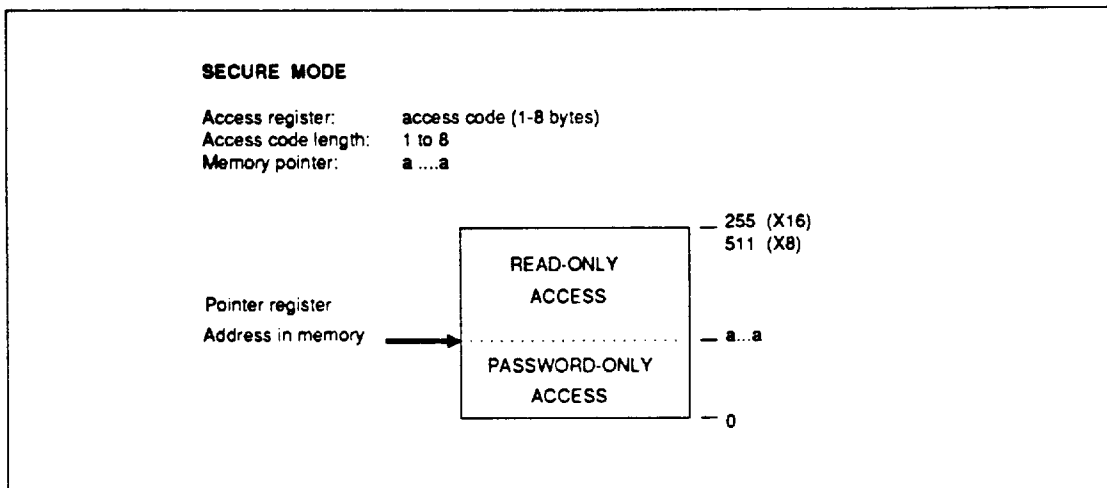 SECURE MODE
Access register: access code (1-8 bytes)
Access code length: 1 to 8
Memory pointer: a ....a
255 (X16)
511 (X8)
READ-ONLY
ACCESS
Pointer register
Address in memory
a...a
PASSWORD-ONLY
ACCESS
0